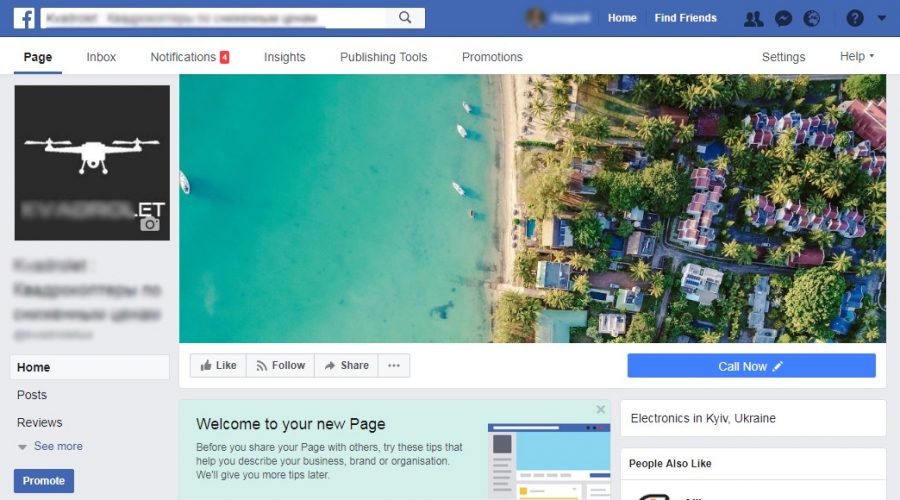 Home
Find Friends
Page
Inbox
Notifications 4
Insights
Publishing Tools
Promotions
Settings
Help
ET
Home
Posts
Reviews
See more
Promote
Like
Follow
Share
Call Now
Welcome to your new Page
Before you share your Page with others, try these tips that
help you describe your business, brand or organisation.
We'll give you more tips later.
Electronics in Kyiv, Ukraine
People Also Like